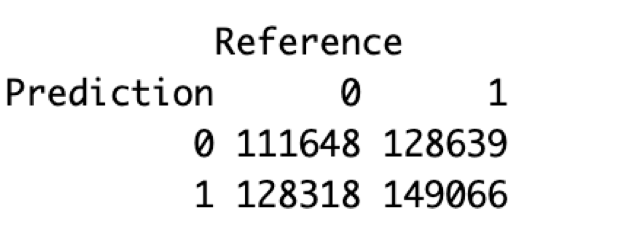 Reference
Prediction 0 1
0 111648 128639
1 128318 149066